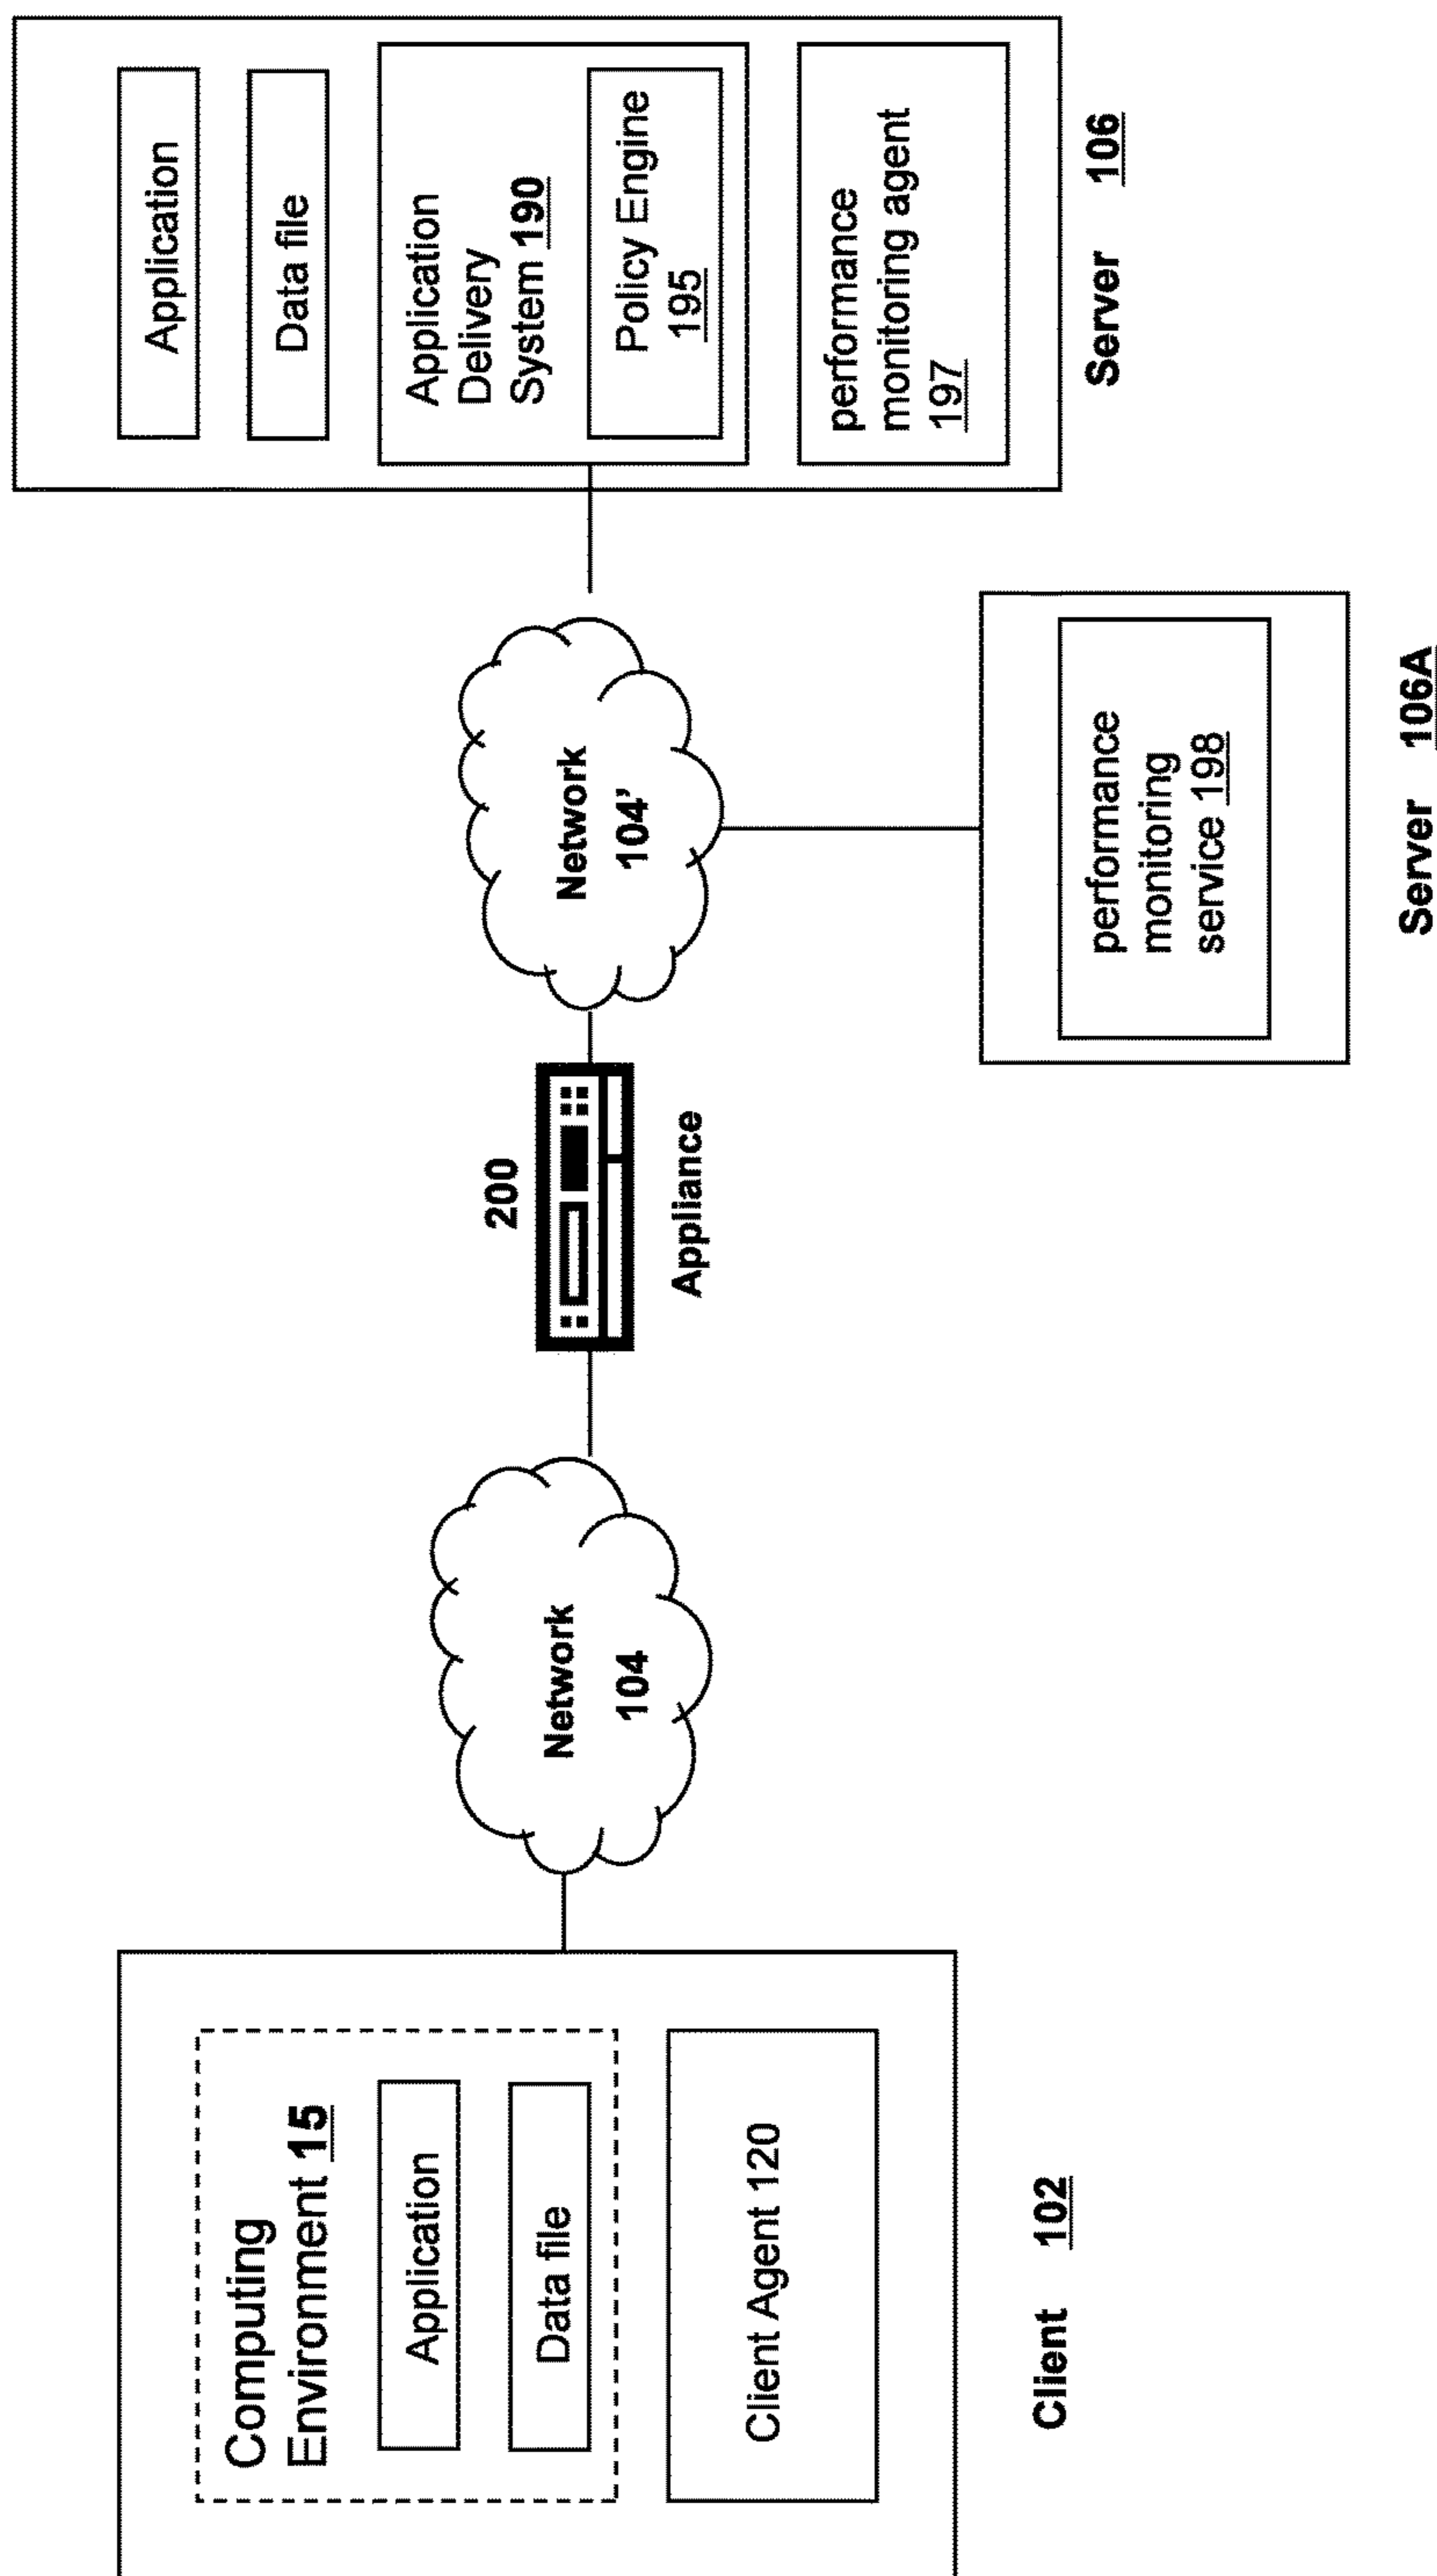 Computing
Environment 15
Application
Data file
Client Agent 120
Client 102
Network
104
200
Appliance
Network
104’
performance
monitoring
service 198
Server 106A
Application
Data file
Application
Delivery
System 190
Policy Engine
195
performance
monitoring agent
197
Server 106